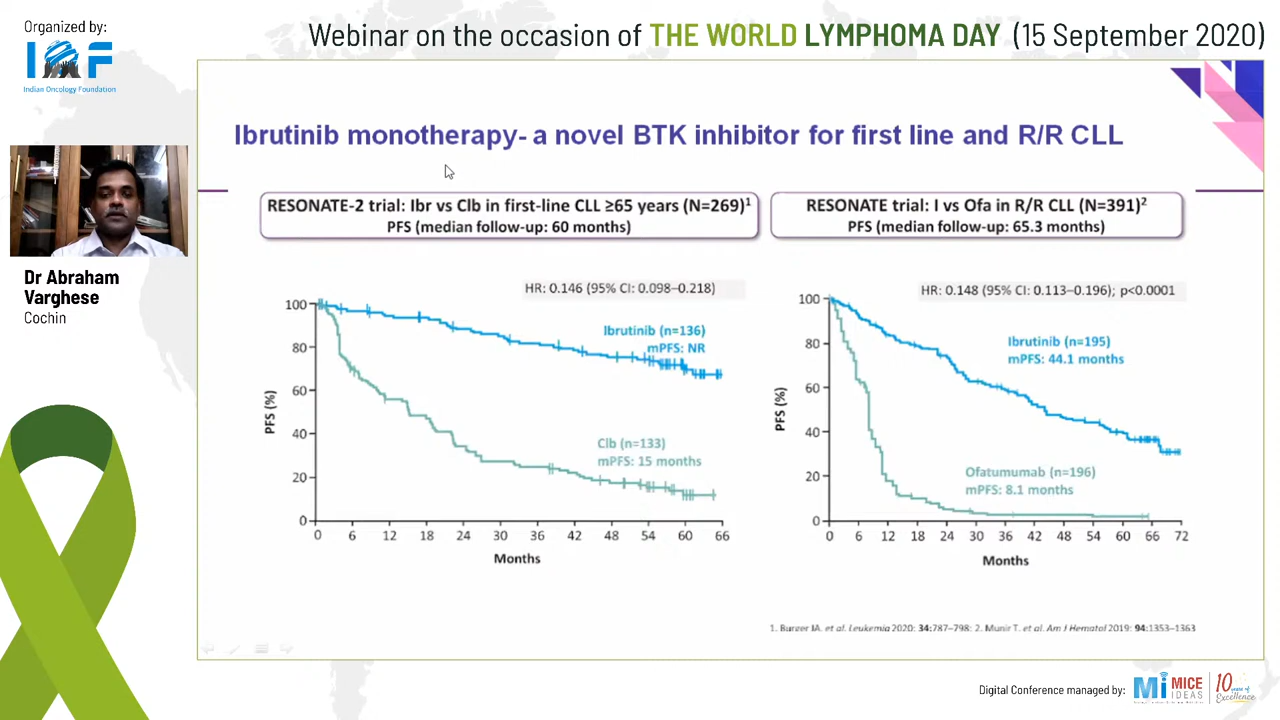 Organized by:
IOF
Indian Oncology Foundation
Webinar on the occasion of THE WORLD LYMPHOMA DAY (15 September 2020)
Dr Abraham
Varghese
Cochin
Ibrutinib monotherapy- a novel BTK inhibitor for first line and R/R CLL
RESONATE-2 trial: Ibr vs Clb in first-line CLL ≥65 years (N=269)1
PFS (median follow-up: 60 months)
HR: 0.146 (95% CI: 0.098–0.218)
Ibrutinib (n=136)
mPFS: NR
Clb (n=133)
mPFS: 15 months
PFS (%)
100
80
60
40
20
0
0 6 12 18 24 30 36 42 48 54 60 66
Months
RESONATE trial: I vs Ofa in R/R CLL (N=391)2
PFS (median follow-up: 65.3 months)
HR: 0.148 (95% CI: 0.113–0.196); p<0.0001
Ibrutinib (n=195)
mPFS: 44.1 months
Ofatumumab (n=196)
mPFS: 8.1 months
PFS (%)
100
80
60
40
20
0
0 6 12 18 24 30 36 42 48 54 60 66 72
Months
1. Burger JA. et al. Leukemia 2020; 34:787–798; 2. Munir T. et al. Am J Hematol 2019; 94:1353–1363
Digital Conference managed by:
Mi MICE
IDEAS
10 years of
Excellence